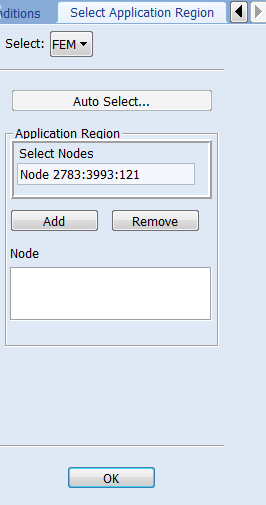 nditions Select Application Region
Select: FEM
Auto Select...
Application Region
Select Nodes
Node 2783:3993:121
Add Remove
Node
OK